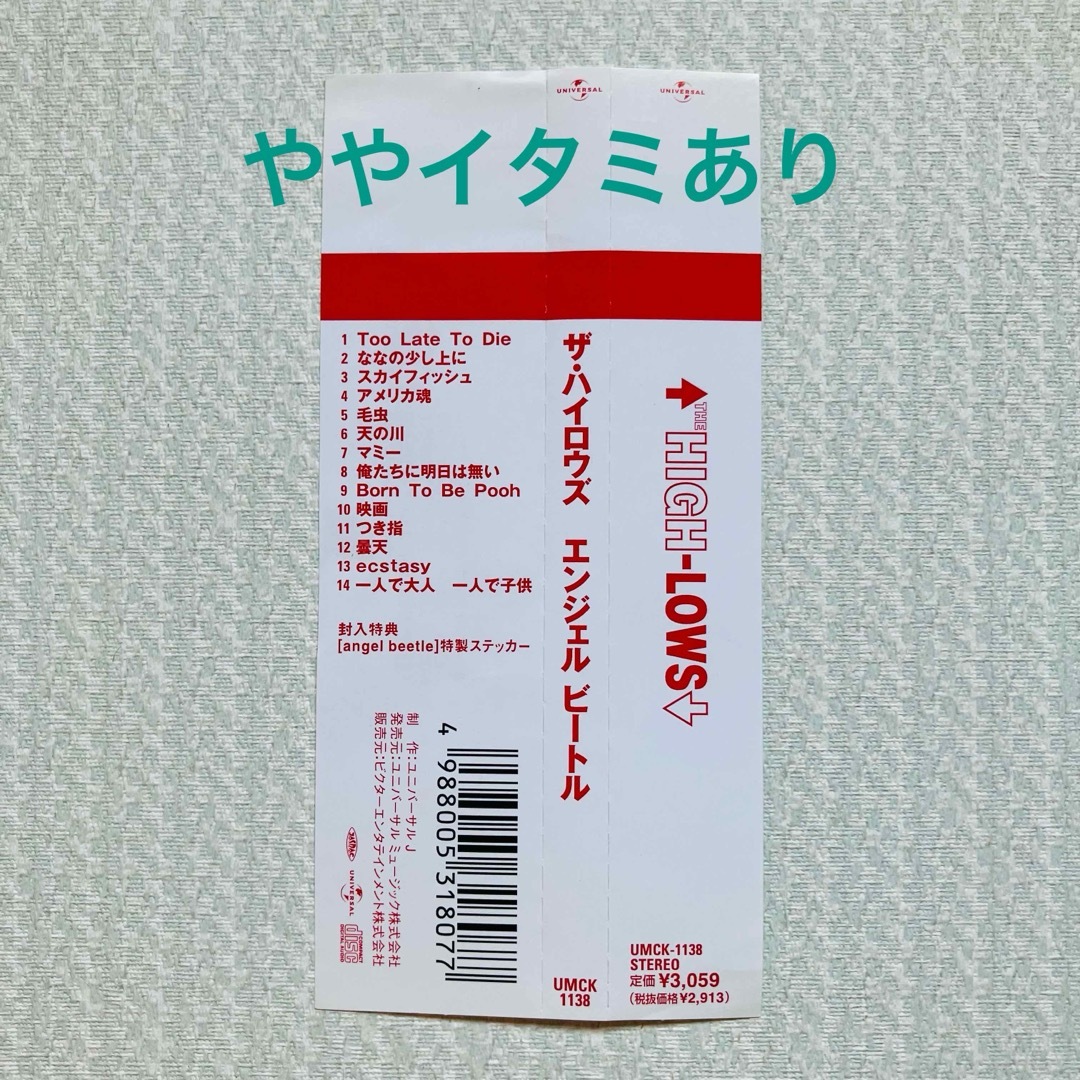 ややイタミあり
UNIVERSAL
UNIVERSAL
1 Too Late To Die
2 ななの少し上に
3 スカイフィッシュ
4 アメリカ魂
5 毛虫
6 天の川
7 マミー
8 俺たちに明日は無い
9 Born To Be Pooh
10 映画
11 つき指
12 曇天
13 ecstasy
14 一人で大人　一人で子供
封入特典
[angel beetle]特製ステッカー
制　作:ユニバーサル J
発売元:ユニバーサル ミュージック株式会社
販売元:ビクターエンタテインメント株式会社
JASRAC
UNIVERSAL
COMPACT
disc
DIGITAL AUDIO
4 988005 318077
ザ・ハイロウズ　エンジェル ビートル
UMCK
1138
THE HIGH-LOWS
UMCK-1138
STEREO
定価 ¥3,059
(税抜価格 ¥2,913)